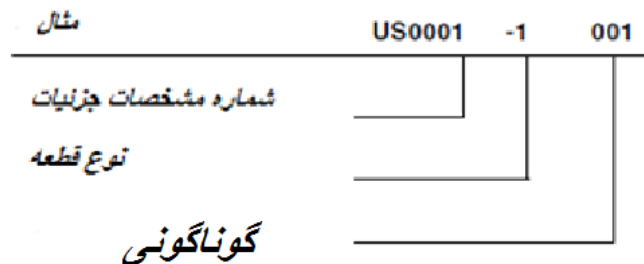 مثال US0001 -1 001
شماره مشخصات جزئیات
نوع قطعه
گوناگونی